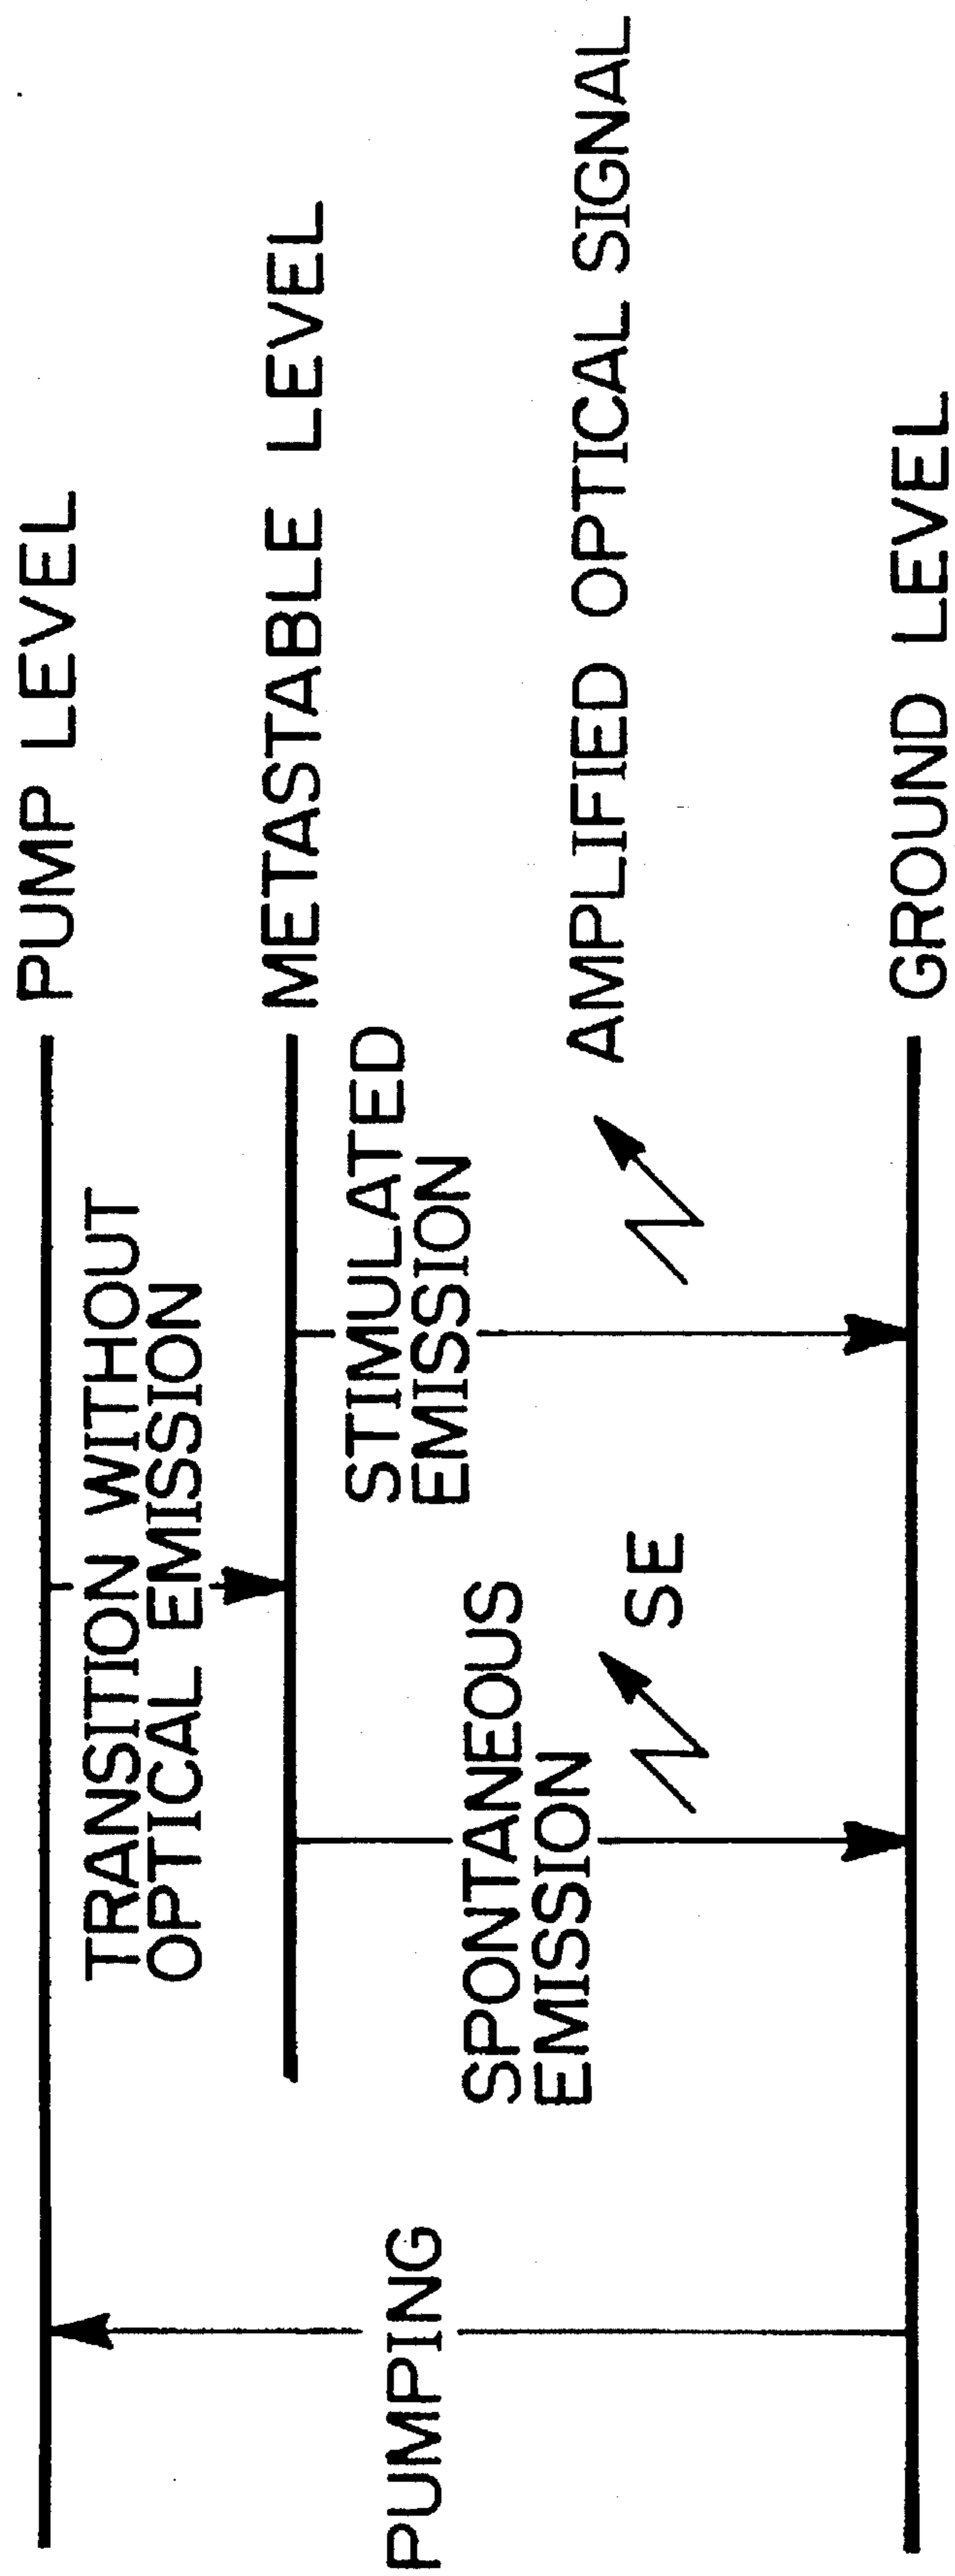 PUMP LEVEL
TRANSITION WITHOUT
OPTICAL EMISSION
METASTABLE LEVEL
STIMULATED
EMISSION
PUMPING
SPONTANEOUS
EMISSION
SE
AMPLIFIED OPTICAL SIGNAL
GROUND LEVEL